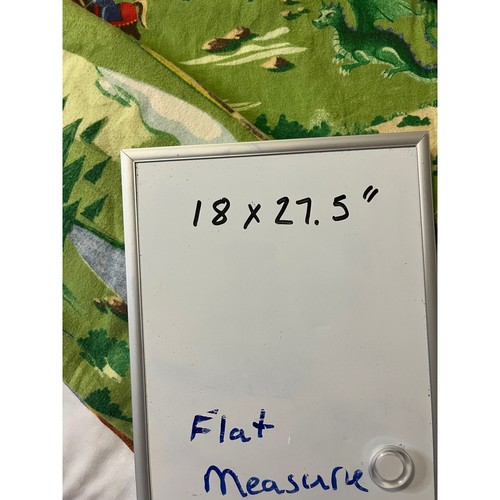 18 x 27.5"
Flat
Measure